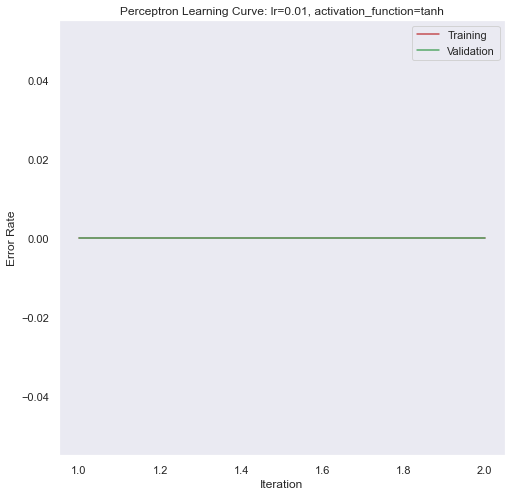 Perceptron Learning Curve: lr=0.01, activation_function=tanh
Training
Validation
0.04
0.02
0.00
−0.02
−0.04
Error Rate
1.0 1.2 1.4 1.6 1.8 2.0
Iteration